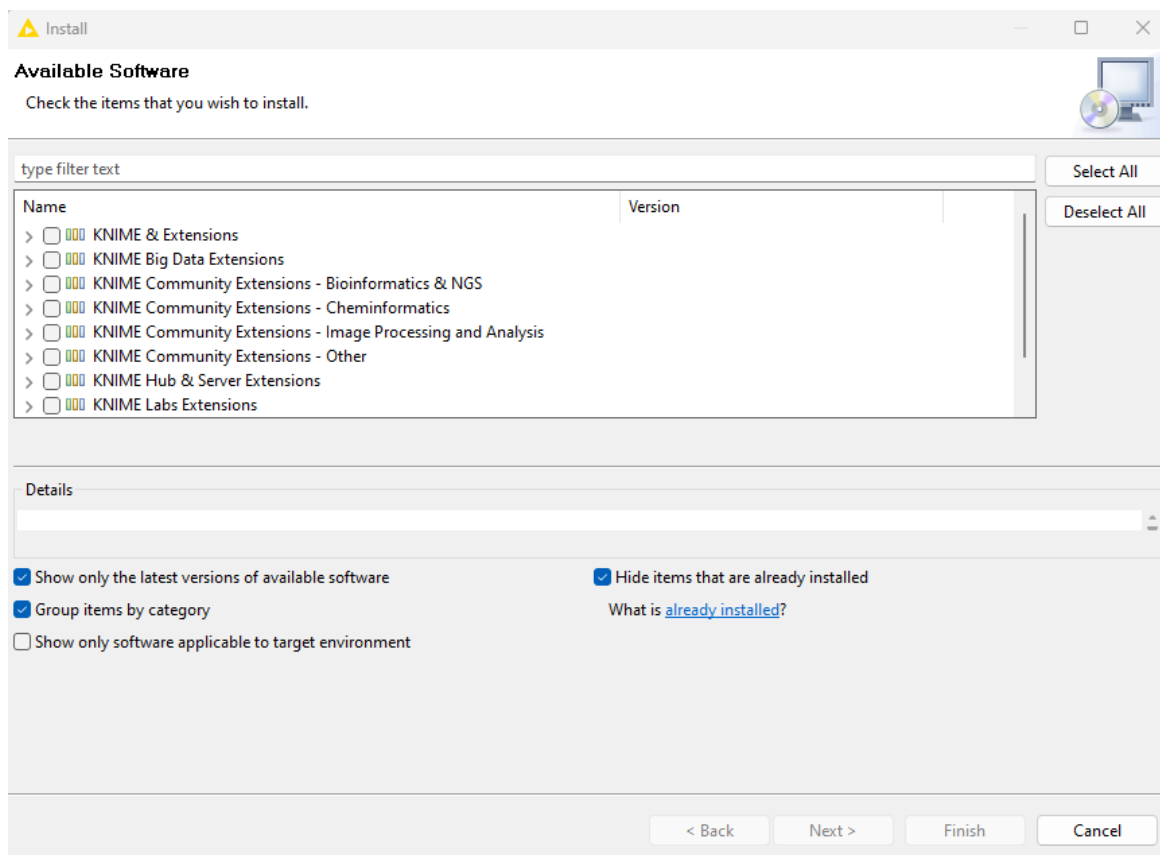 Install
Available Software
Check the items that you wish to install.
type filter text
Select All
Name Version
Deselect All
KNIME & Extensions
KNIME Big Data Extensions
KNIME Community Extensions - Bioinformatics & NGS
KNIME Community Extensions - Cheminformatics
KNIME Community Extensions - Image Processing and Analysis
KNIME Community Extensions - Other
KNIME Hub & Server Extensions
KNIME Labs Extensions
Details
Show only the latest versions of available software
Hide items that are already installed
Group items by category
What is already installed?
Show only software applicable to target environment
< Back
Next >
Finish
Cancel